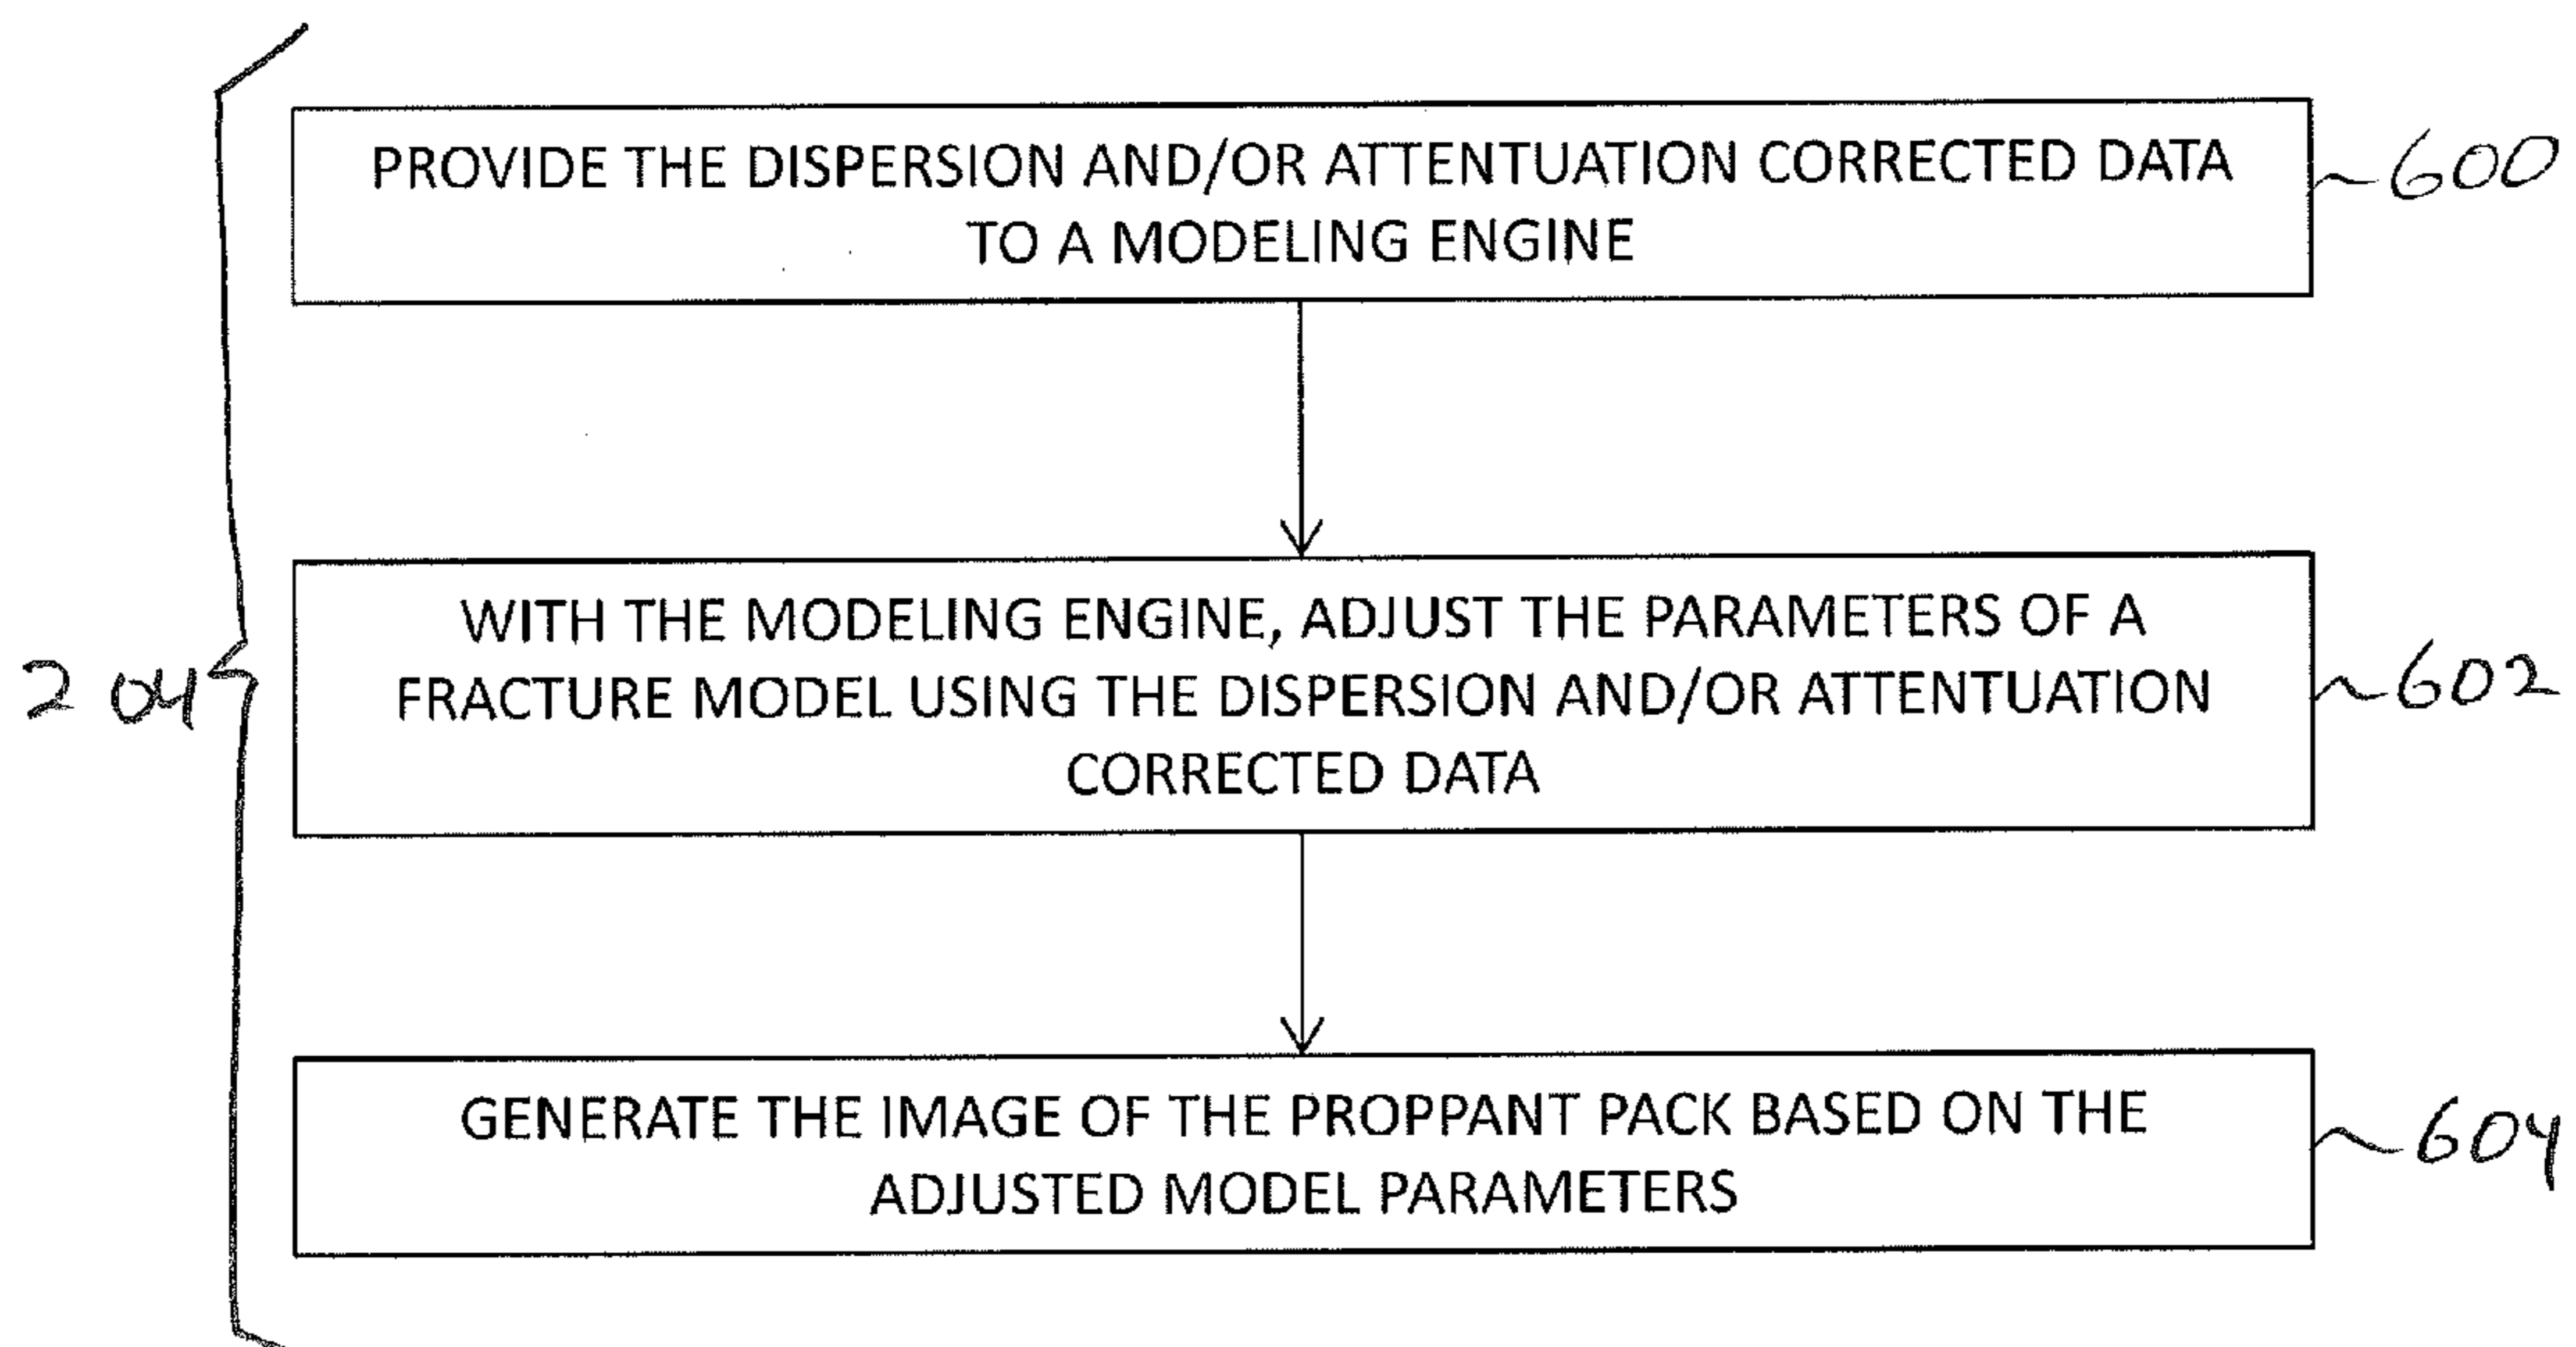 PROVIDE THE DISPERSION AND/OR ATTENTUATION CORRECTED DATA
TO A MODELING ENGINE
600
WITH THE MODELING ENGINE, ADJUST THE PARAMETERS OF A
FRACTURE MODEL USING THE DISPERSION AND/OR ATTENTUATION
CORRECTED DATA
602
204
GENERATE THE IMAGE OF THE PROPPANT PACK BASED ON THE
ADJUSTED MODEL PARAMETERS
604